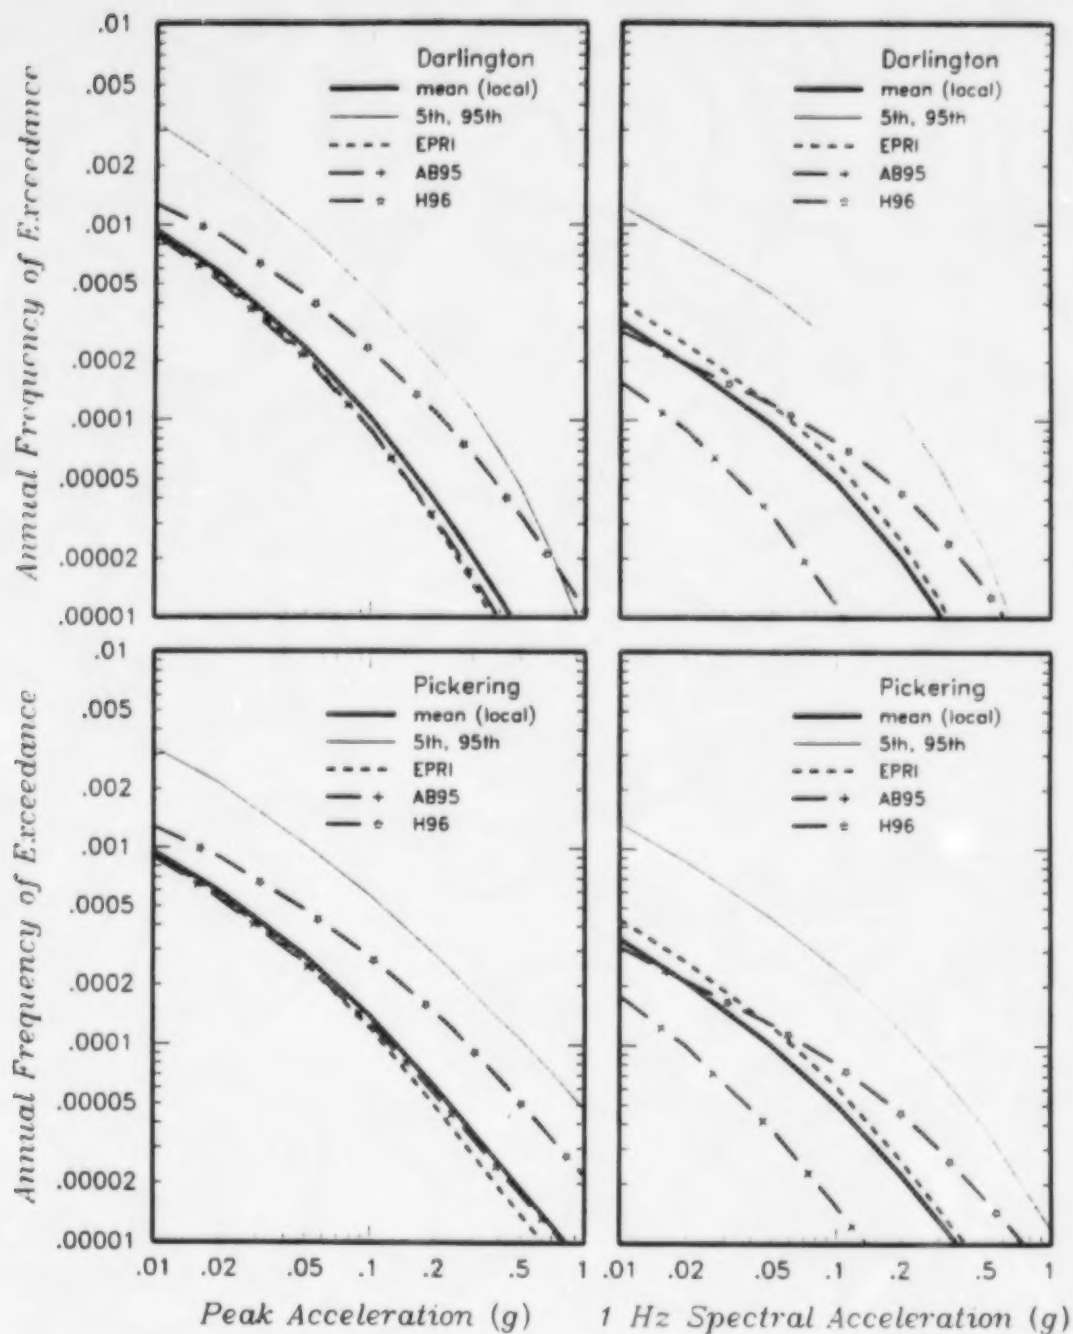 Annual Frequency of Exceedance
.01
.005
.002
.001
.0005
.0002
.0001
.00005
.00002
.00001
Darlington
mean (local)
5th, 95th
EPRI
AB95
H96
Darlington
mean (local)
5th, 95th
EPRI
AB95
H96
Annual Frequency of Exceedance
.01
.005
.002
.001
.0005
.0002
.0001
.00005
.00002
.00001
Pickering
mean (local)
5th, 95th
EPRI
AB95
H96
Pickering
mean (local)
5th, 95th
EPRI
AB95
H96
.01 .02 .05 .1 .2 .5 1
.01 .02 .05 .1 .2 .5 1
Peak Acceleration (g)
1 Hz Spectral Acceleration (g)